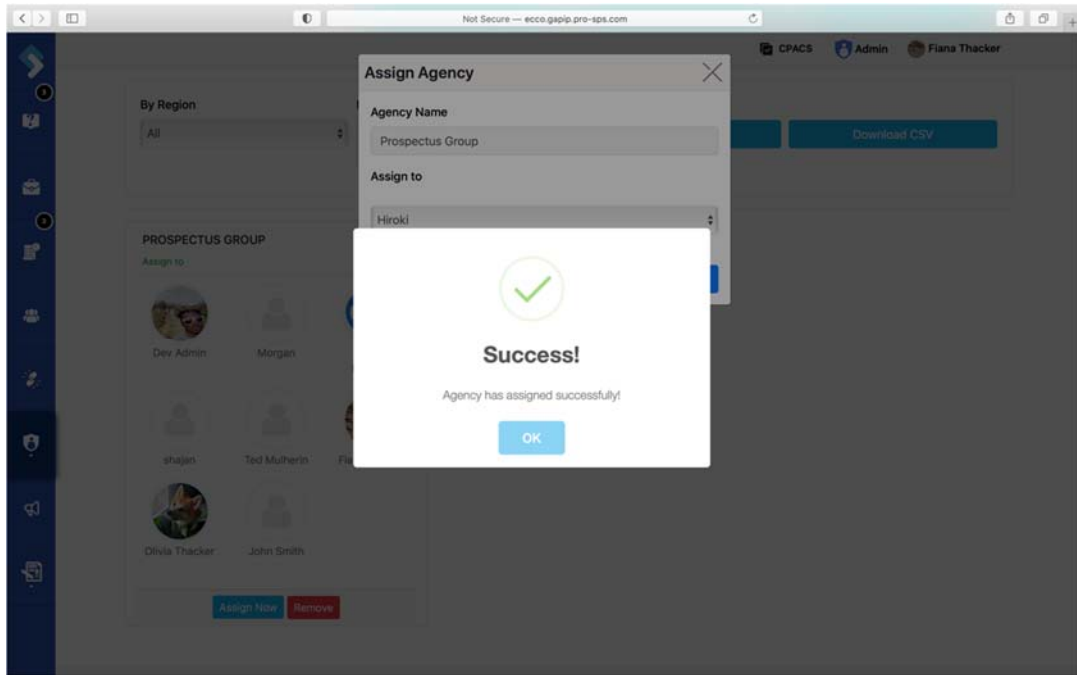 Not Secure — ecco.gapip.pro-sps.com
CPACS Admin Fiana Thacker
Assign Agency
By Region
Agency Name
All
Prospectus Group
Download CSV
Assign to
Hiroki
PROSPECTUS GROUP
Assign to
Dev Admin Morgan
Success!
Agency has assigned successfully!
OK
shajan Ted Mulherin
Olivia Thacker John Smith
Assign Now Remove